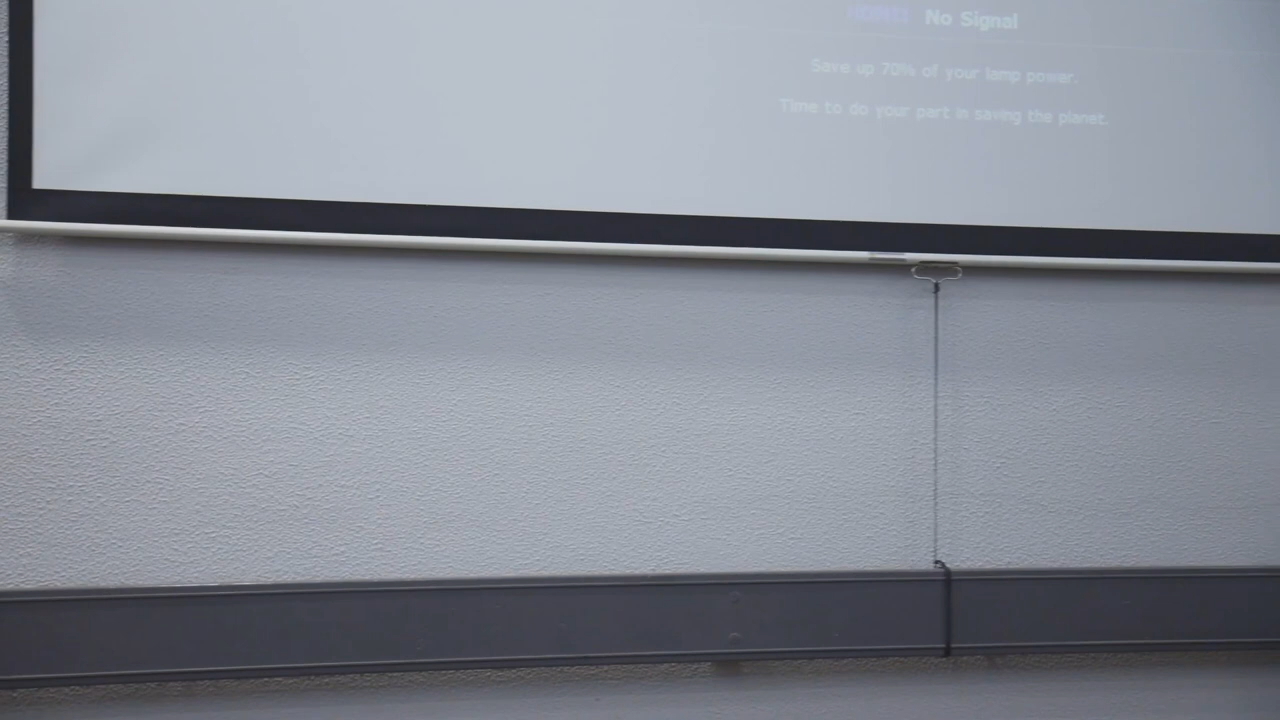 No Signal
Save up 70% of your lamp power.
Time to do your part in saving the planet.